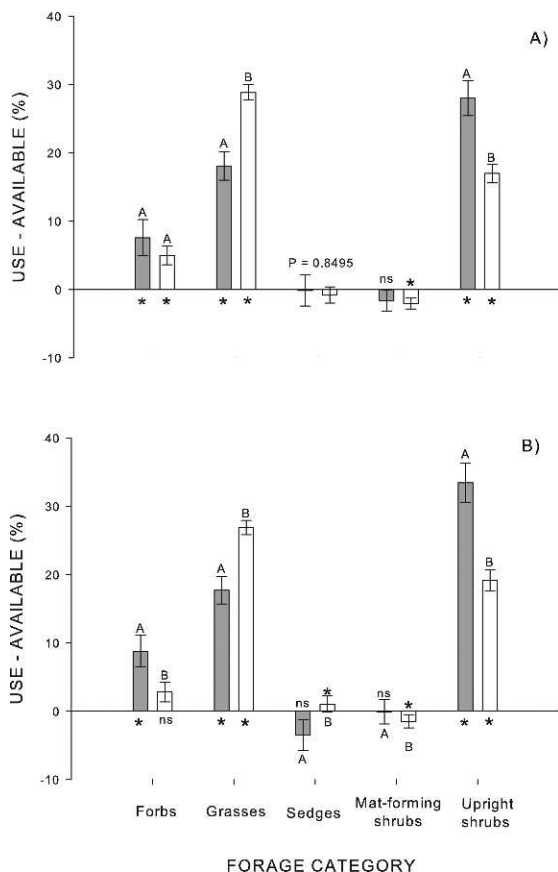 A)
USE - AVAILABLE (%)
40
30
20
10
0
-10
A A
* *
A B
* *
P = 0.8495
ns *
A B
* *
B)
USE - AVAILABLE (%)
40
30
20
10
0
-10
A B
* ns
A B
* *
ns *
A B
ns *
A B
A B
* *
Forbs Grasses Sedges Mat-forming shrubs Upright shrubs
FORAGE CATEGORY